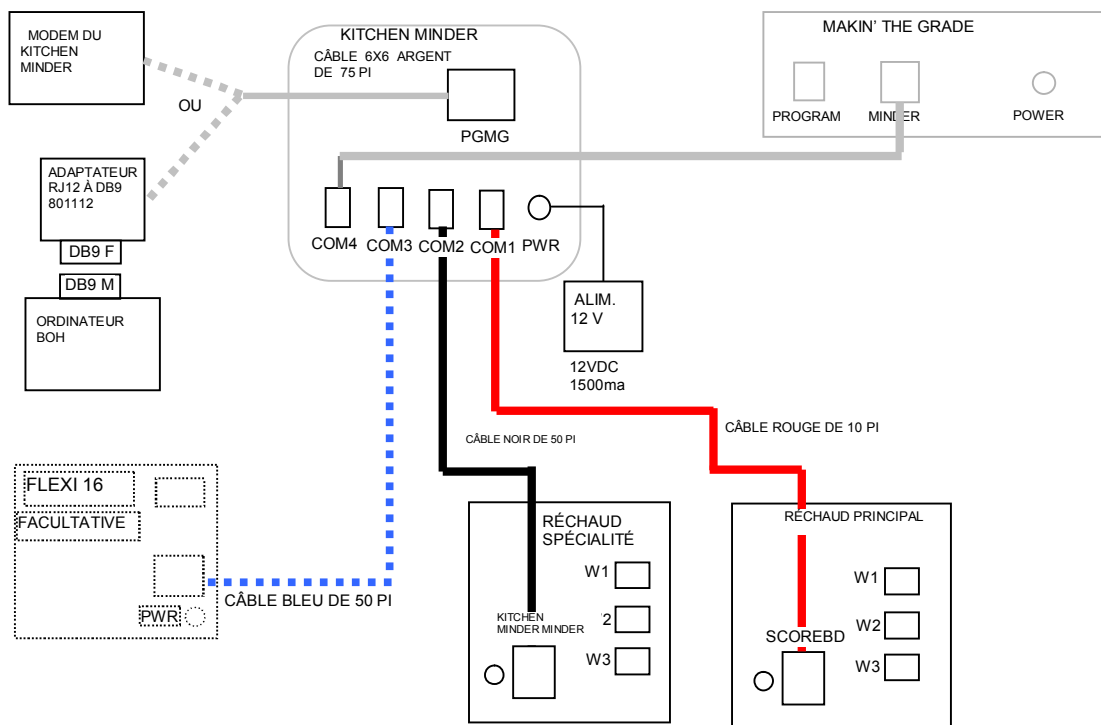 MODEM DU
KITCHEN
MINDER
OU
ADAPTATEUR
RJ12 À DB9
801112
DB9 F
DB9 M
ORDINATEUR
BOH
KITCHEN MINDER
CÂBLE 6X6 ARGENT
DE 75 PI
PGMG
COM4
COM3
COM2
COM1
PWR
MAKIN' THE GRADE
PROGRAM
MINDER
POWER
ALIM.
12 V
12VDC
1500ma
CÂBLE NOIR DE 50 PI
CÂBLE ROUGE DE 10 PI
FLEXI 16
FACULTATIVE
PWR
CÂBLE BLEU DE 50 PI
RÉCHAUD
SPÉCIALITÉ
W1
2
W3
KITCHEN
MINDER MINDER
RÉCHAUD PRINCIPAL
W1
W2
W3
SCOREBD